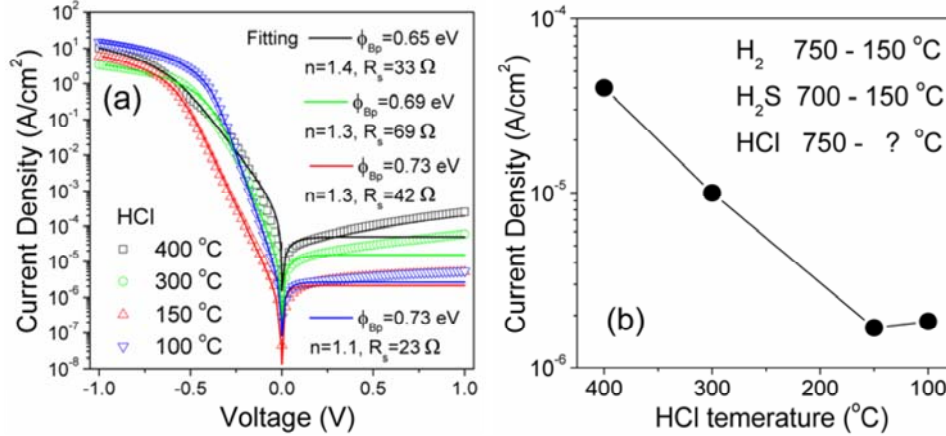 (a)
Fitting
ϕBp=0.65 eV
n=1.4, Rs=33 Ω
ϕBp=0.69 eV
n=1.3, Rs=69 Ω
ϕBp=0.73 eV
n=1.3, Rs=42 Ω
HCl
400 °C
300 °C
150 °C
100 °C
ϕBp=0.73 eV
n=1.1, Rs=23 Ω
10²
10¹
10⁰
10⁻¹
10⁻²
10⁻³
10⁻⁴
10⁻⁵
10⁻⁶
10⁻⁷
10⁻⁸
Current Density (A/cm²)
-1.0 -0.5 0.0 0.5 1.0
Voltage (V)
H₂ 750 - 150 °C
H₂S 700 - 150 °C
HCl 750 - ? °C
(b)
10⁻⁴
10⁻⁵
10⁻⁶
Current Density (A/cm²)
400 300 200 100
HCl temerature (°C)